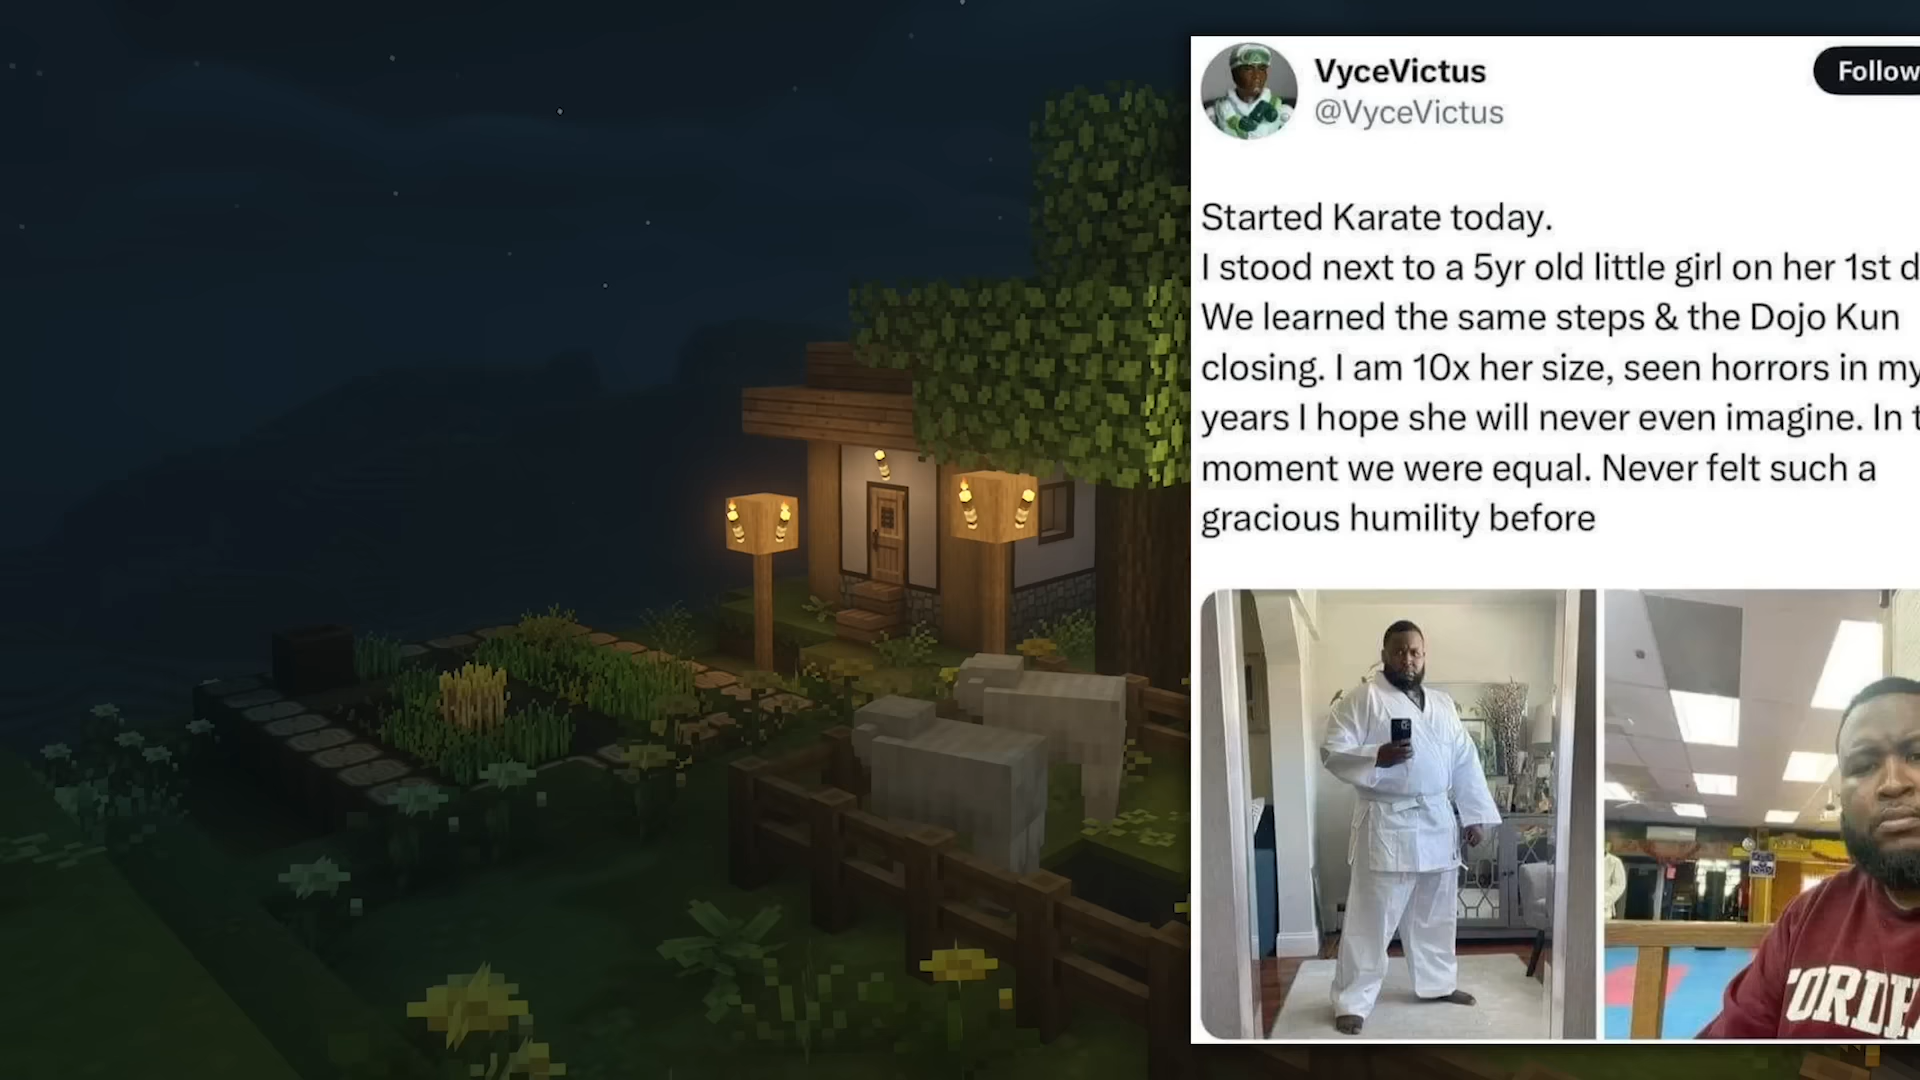 VyceVictus
Follow
@VyceVictus
Started Karate today.
I stood next to a 5yr old little girl on her 1st d
We learned the same steps & the Dojo Kun
closing. I am 10x her size, seen horrors in my
years I hope she will never even imagine. In t
moment we were equal. Never felt such a
gracious humility before
FORDH